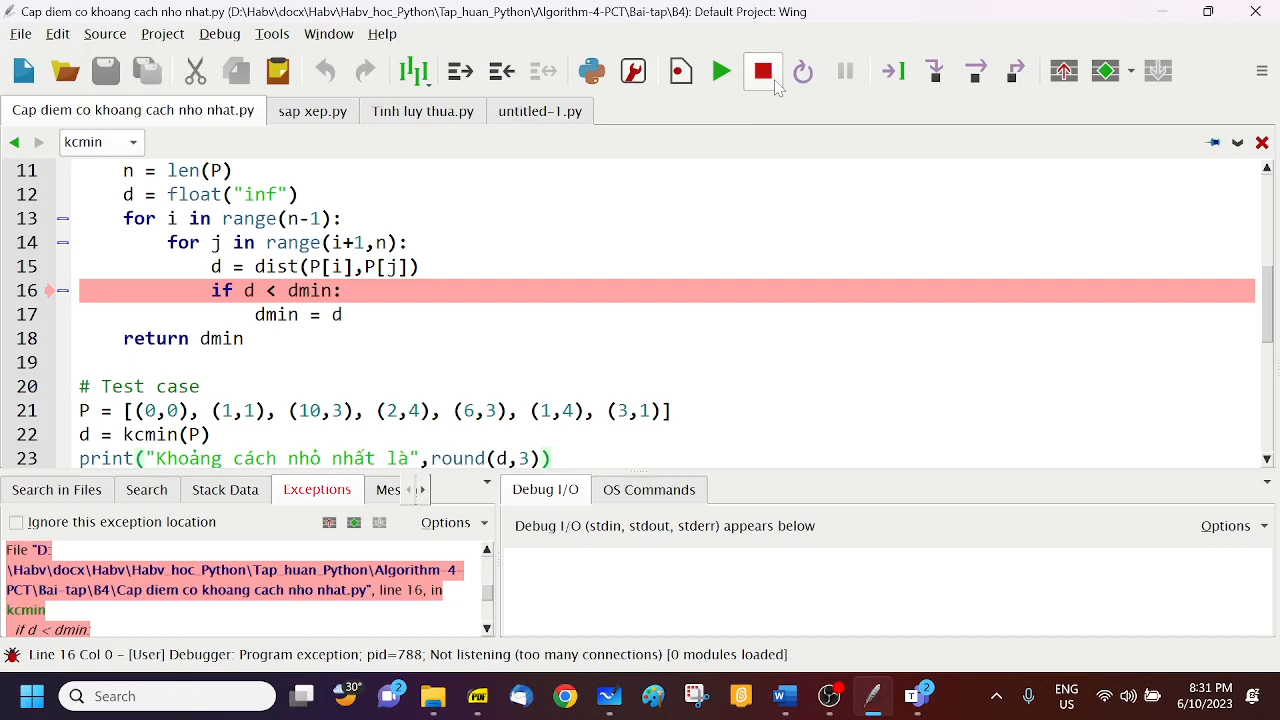 Cap diem co khoang cach nho nhat.py (D:\Habv\docx\Habv\Habv_hoc_Python\Tap_huan_Python\Algorithm-4-PCT\Bai-tap\B4): Default Project: Wing
File Edit Source Project Debug Tools Window Help
Cap diem co khoang cach nho nhat.py sap xep.py Tinh luy thua.py untitled-1.py
kcmin
11 n = len(P)
12 d = float("inf")
13 for i in range(n-1):
14 for j in range(i+1,n):
15 d = dist(P[i],P[j])
16 if d < dmin:
17 dmin = d
18 return dmin
19
20 # Test case
21 P = [(0,0), (1,1), (10,3), (2,4), (6,3), (1,4), (3,1)]
22 d = kcmin(P)
23 print("Khoảng cách nhỏ nhất là",round(d,3))
Search in Files Search Stack Data Exceptions Mes Debug I/O OS Commands
Ignore this exception location Options Debug I/O (stdin, stdout, stderr) appears below Options
File "D:
\Habv\docx\Habv\Habv_hoc_Python\Tap_huan_Python\Algorithm-4-
PCT\Bai-tap\B4\Cap diem co khoang cach nho nhat.py", line 16, in
kcmin
if d < dmin:
Line 16 Col 0 - [User] Debugger: Program exception; pid=788; Not listening (too many connections) [0 modules loaded]
Search 30° 2 PDF 2 ENG US 8:31 PM 6/10/2023